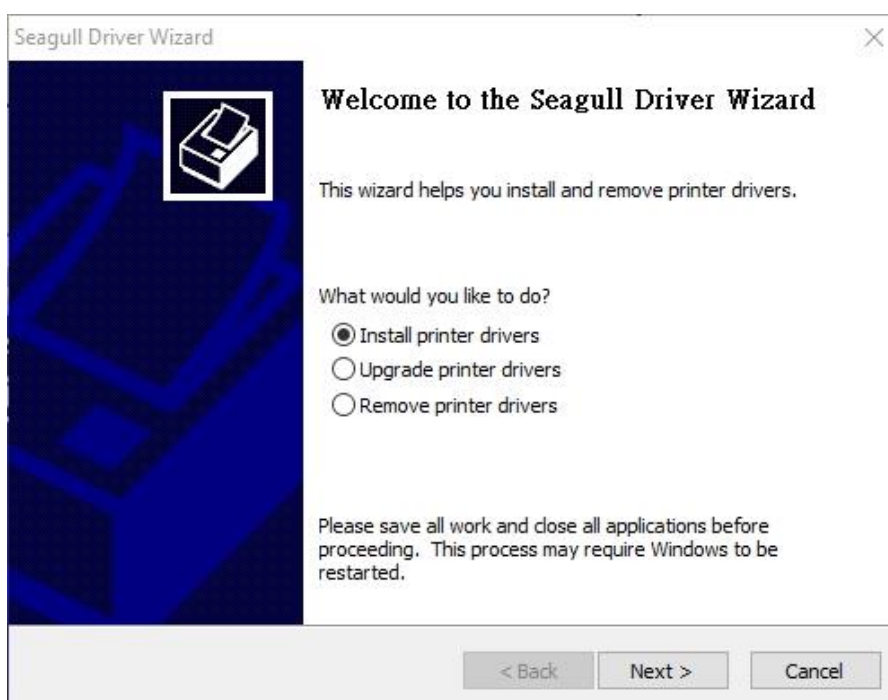 Seagull Driver Wizard
Welcome to the Seagull Driver Wizard
This wizard helps you install and remove printer drivers.
What would you like to do?
Install printer drivers
Upgrade printer drivers
Remove printer drivers
Please save all work and close all applications before
proceeding.  This process may require Windows to be
restarted.
< Back Next > Cancel